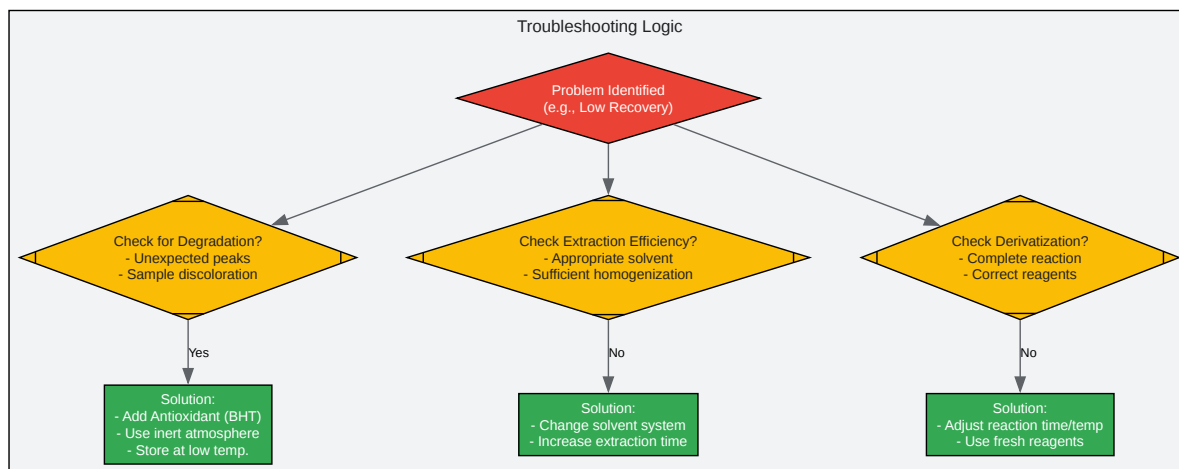 Troubleshooting Logic
Problem Identified
(e.g., Low Recovery)
Check for Degradation?
- Unexpected peaks
- Sample discoloration
Check Extraction Efficiency?
- Appropriate solvent
- Sufficient homogenization
Check Derivatization?
- Complete reaction
- Correct reagents
Yes
No
No
Solution:
- Add Antioxidant (BHT)
- Use inert atmosphere
- Store at low temp.
Solution:
- Change solvent system
- Increase extraction time
Solution:
- Adjust reaction time/temp
- Use fresh reagents